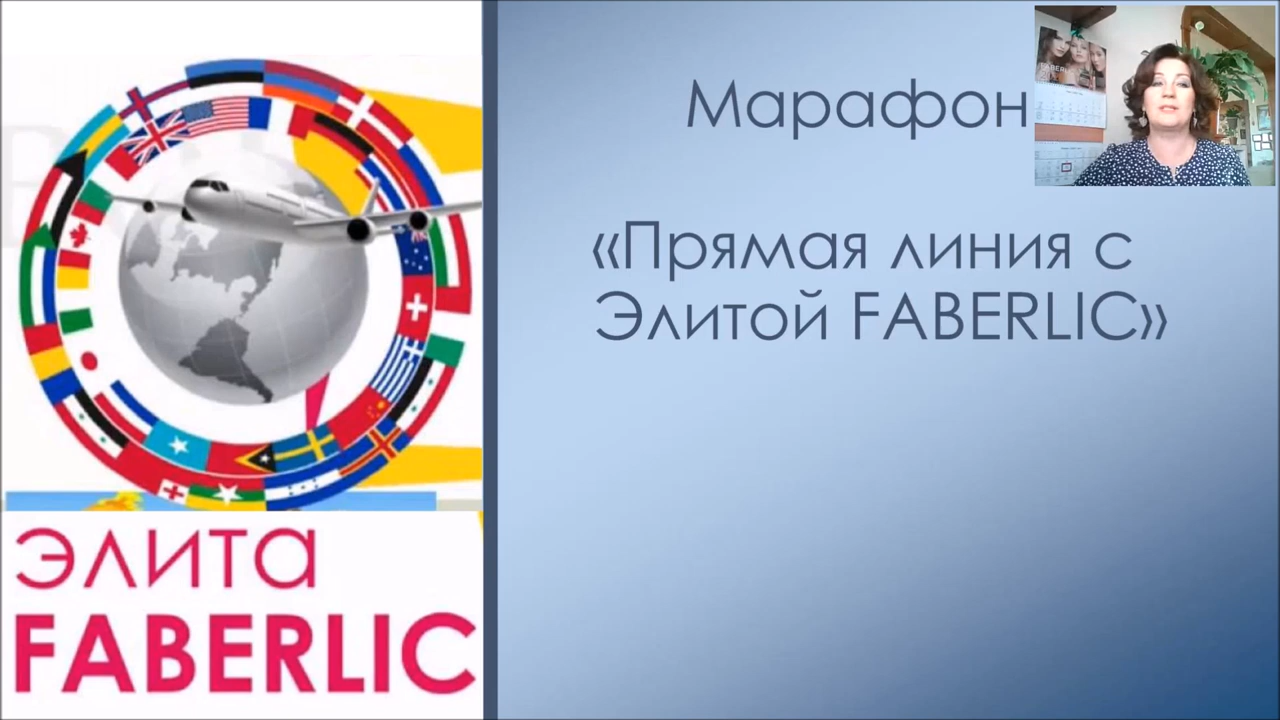 Марафон
«Прямая линия с
Элитой FABERLIC»
элита
FABERLIC